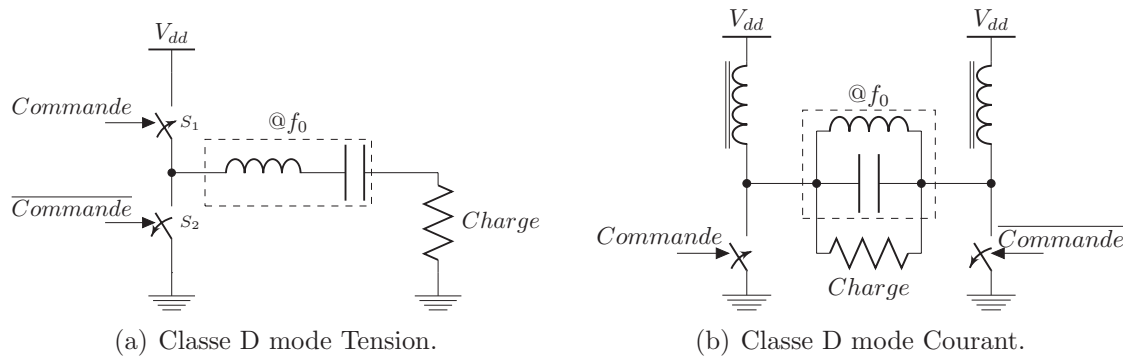 V_dd
Commande
S_1
@f_0
Commande
S_2
Charge
(a) Classe D mode Tension.
V_dd
V_dd
@f_0
Commande
Commande
Charge
(b) Classe D mode Courant.